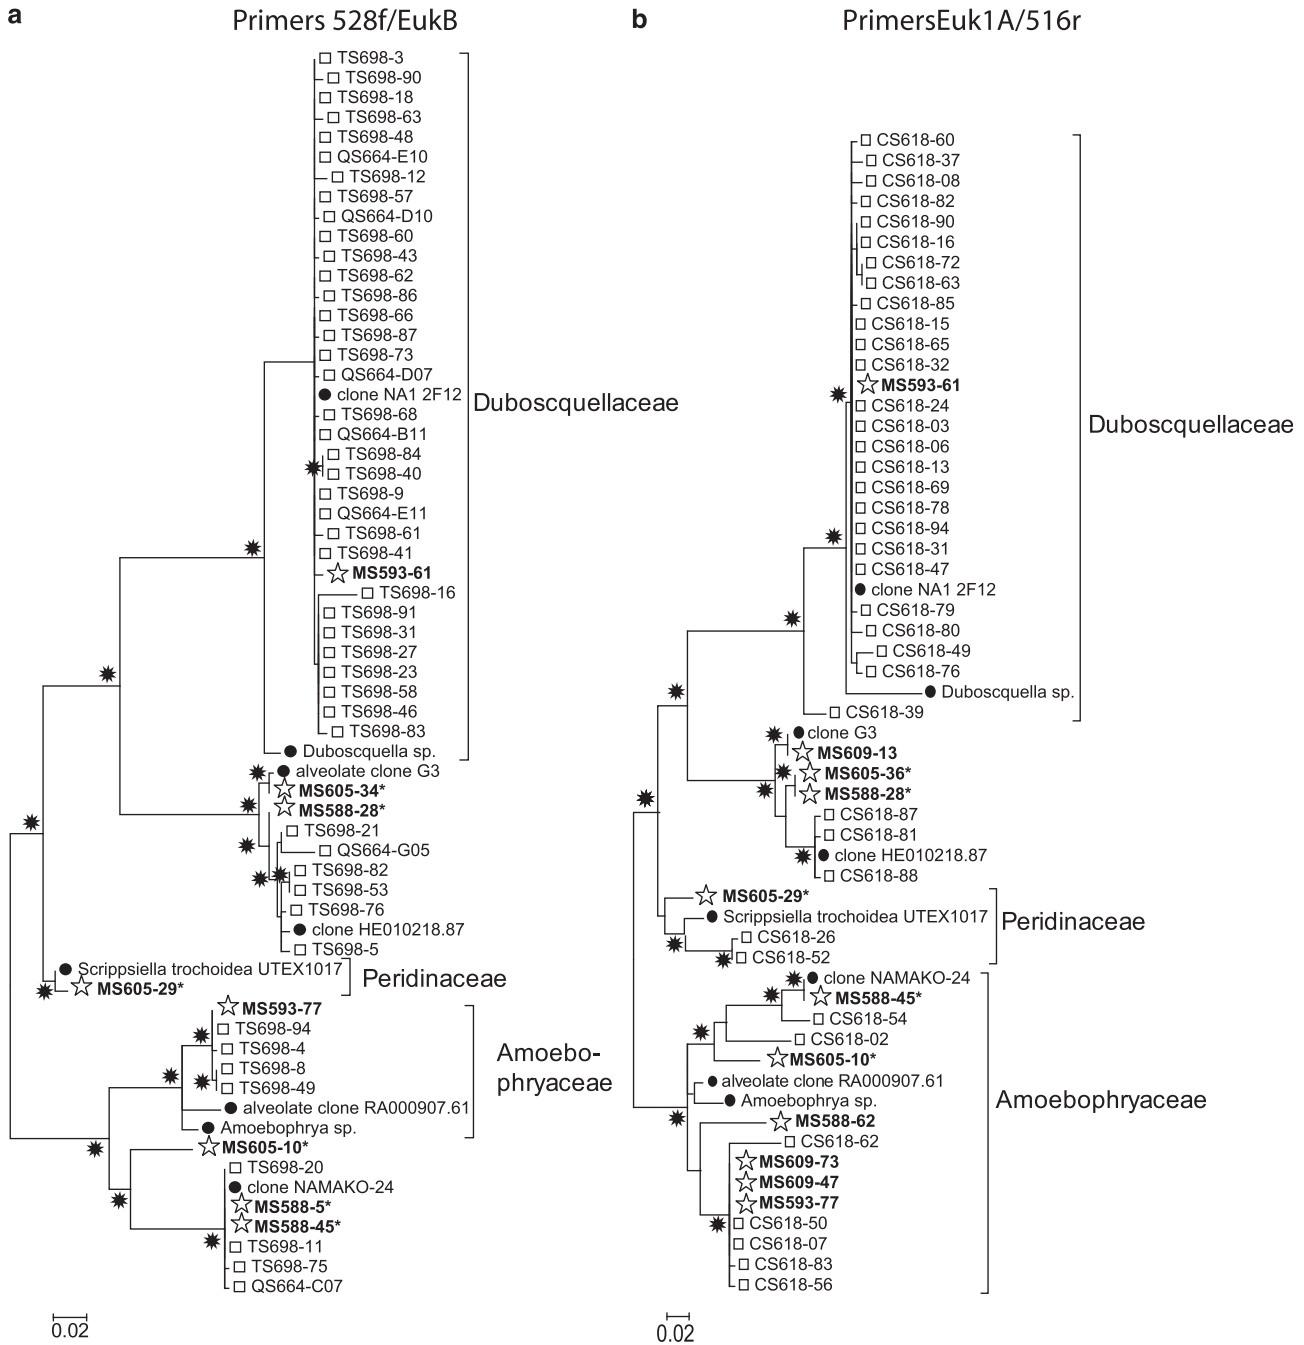 a
Primers 528f/EukB
TS698-3
TS698-90
TS698-18
TS698-63
TS698-48
QS664-E10
TS698-12
TS698-57
QS664-D10
TS698-60
TS698-43
TS698-62
TS698-86
TS698-66
TS698-87
TS698-73
QS664-D07
clone NA1 2F12
TS698-68
QS664-B11
TS698-84
TS698-40
TS698-9
QS664-E11
TS698-61
TS698-41
MS593-61
TS698-16
TS698-91
TS698-31
TS698-27
TS698-23
TS698-58
TS698-46
TS698-83
Duboscquella sp.
Duboscquellaceae
alveolate clone G3
MS605-34*
MS588-28*
TS698-21
QS664-G05
TS698-82
TS698-53
TS698-76
clone HE010218.87
TS698-5
Scrippsiella trochoidea UTEX1017
MS605-29*
Peridinaceae
MS593-77
TS698-94
TS698-4
TS698-8
TS698-49
alveolate clone RA000907.61
Amoebophrya sp.
Amoebo-
phryaceae
MS605-10*
TS698-20
clone NAMAKO-24
MS588-5*
MS588-45*
TS698-11
TS698-75
QS664-C07
0.02
b
PrimersEuk1A/516r
CS618-60
CS618-37
CS618-08
CS618-82
CS618-90
CS618-16
CS618-72
CS618-63
CS618-85
CS618-15
CS618-65
CS618-32
MS593-61
CS618-24
CS618-03
CS618-06
CS618-13
CS618-69
CS618-78
CS618-94
CS618-31
CS618-47
clone NA1 2F12
CS618-79
CS618-80
CS618-49
CS618-76
Duboscquella sp.
CS618-39
Duboscquellaceae
clone G3
MS609-13
MS605-36*
MS588-28*
CS618-87
CS618-81
clone HE010218.87
CS618-88
MS605-29*
Scrippsiella trochoidea UTEX1017
CS618-26
CS618-52
Peridinaceae
clone NAMAKO-24
MS588-45*
CS618-54
CS618-02
MS605-10*
alveolate clone RA000907.61
Amoebophrya sp.
MS588-62
CS618-62
MS609-73
MS609-47
MS593-77
CS618-50
CS618-07
CS618-83
CS618-56
Amoebophryaceae
0.02